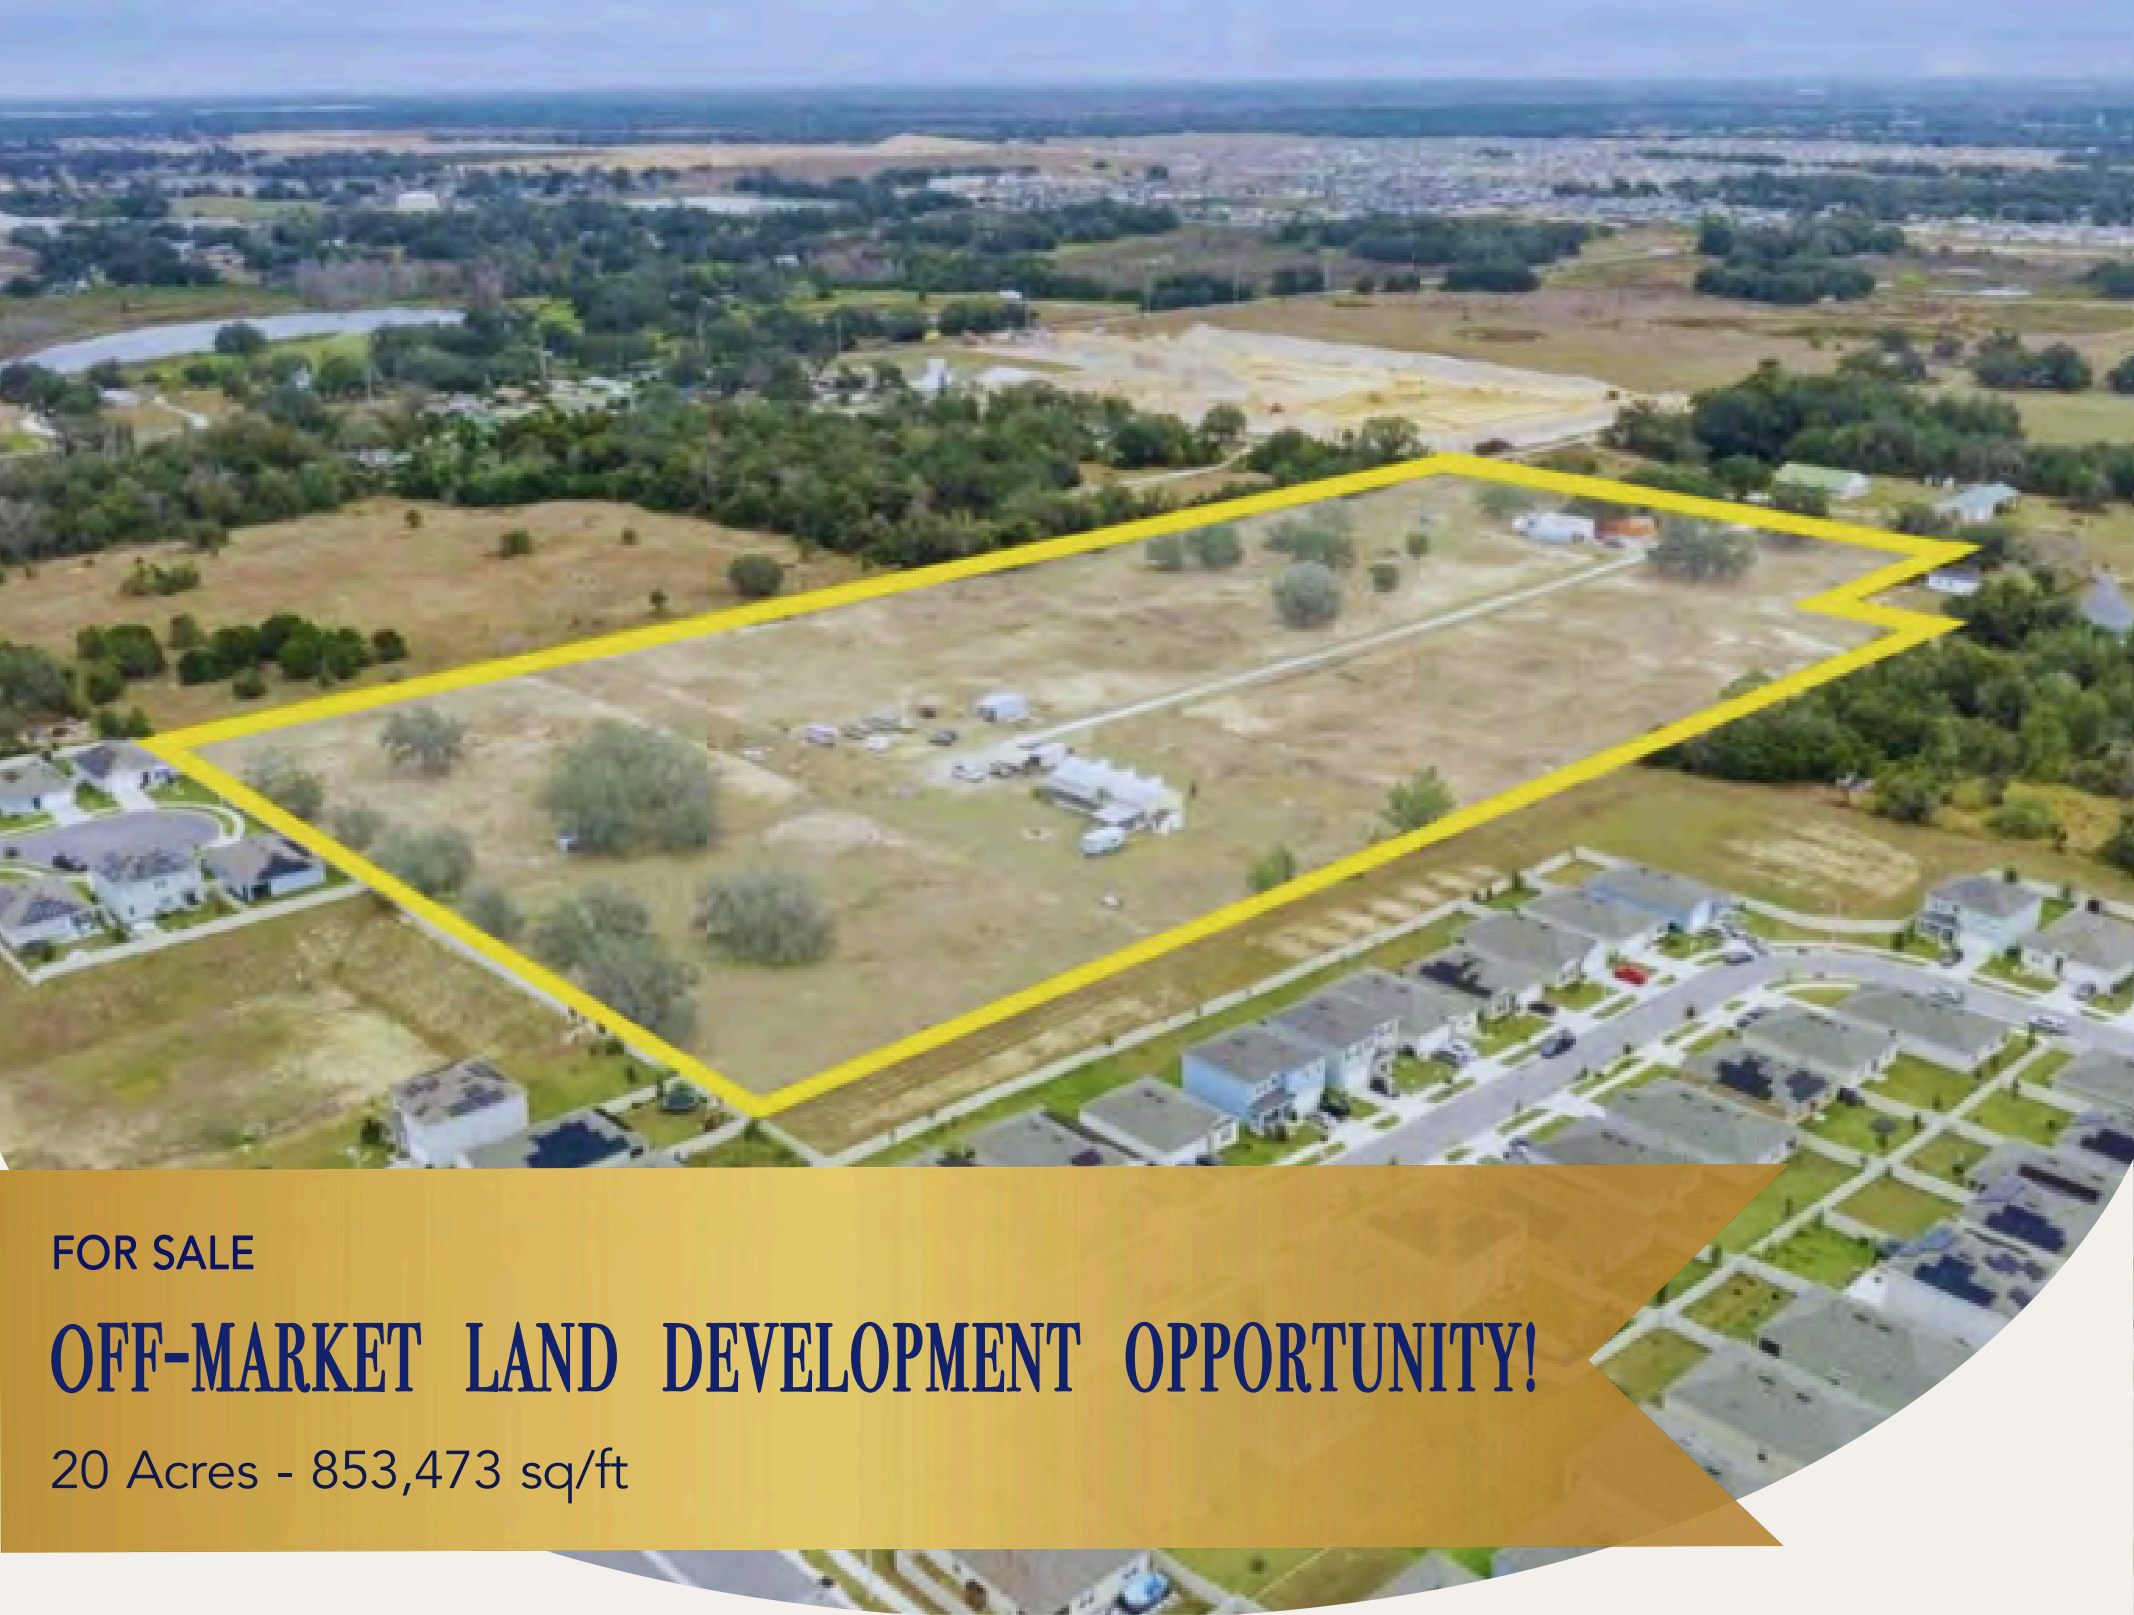 FOR SALE
OFF-MARKET LAND DEVELOPMENT OPPORTUNITY!
20 Acres - 853,473 sq/ft